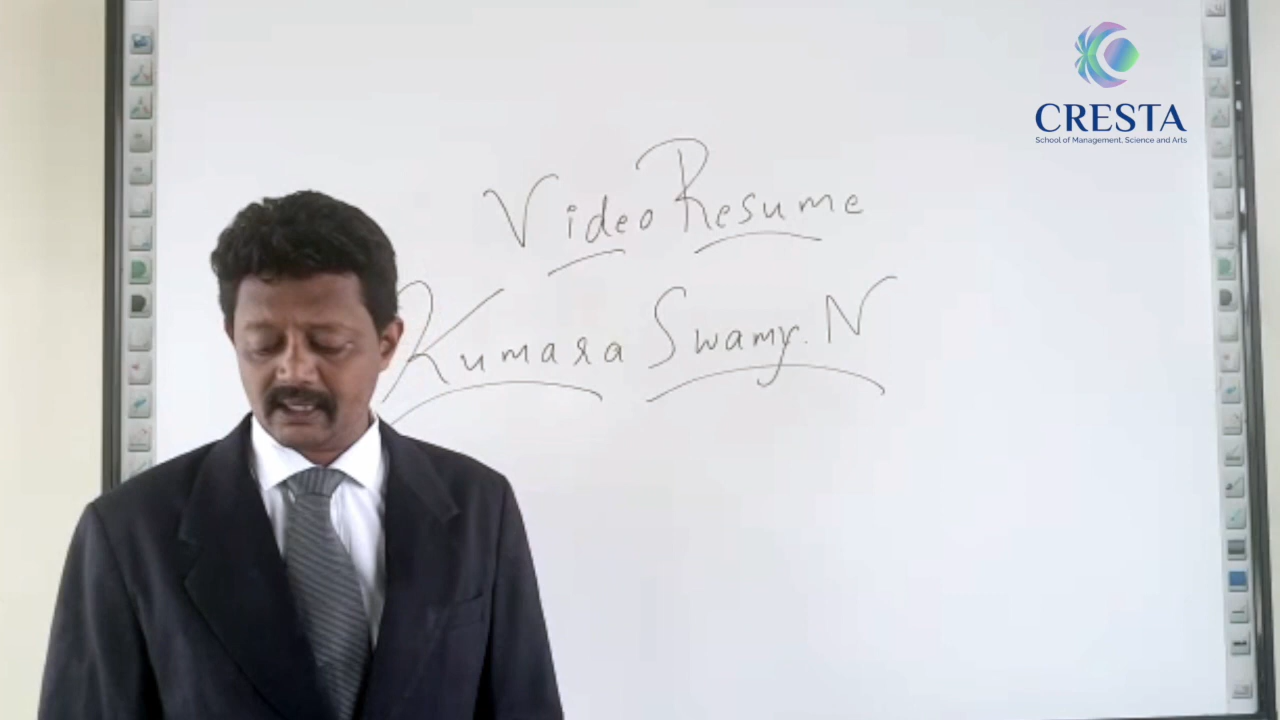 CRESTA
School of Management, Science and Arts
Video Resume
Kumara Swamy. N